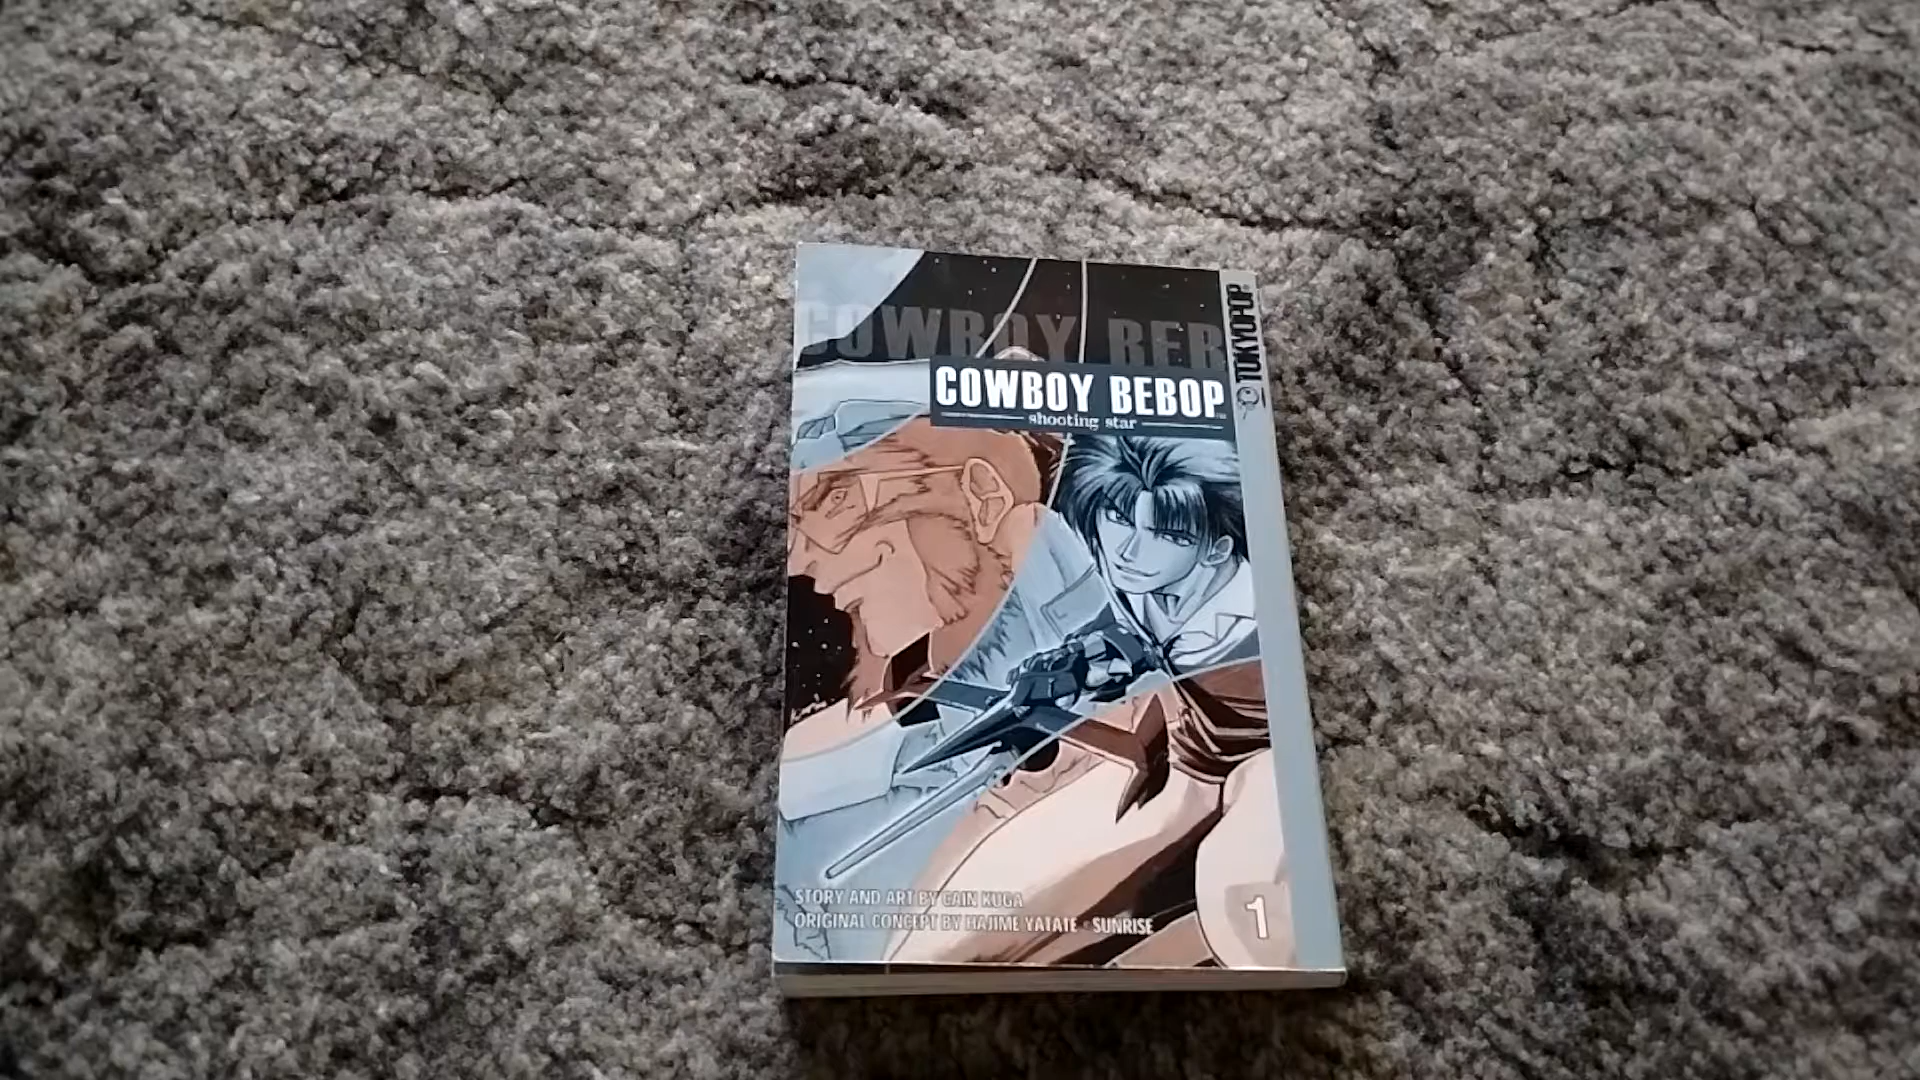 COWBOY BEB
COWBOY BEBOP
shooting star
TOKYOPOP
STORY AND ART BY CAIN KUGA
ORIGINAL CONCEPT BY HAJIME YATATE • SUNRISE
1